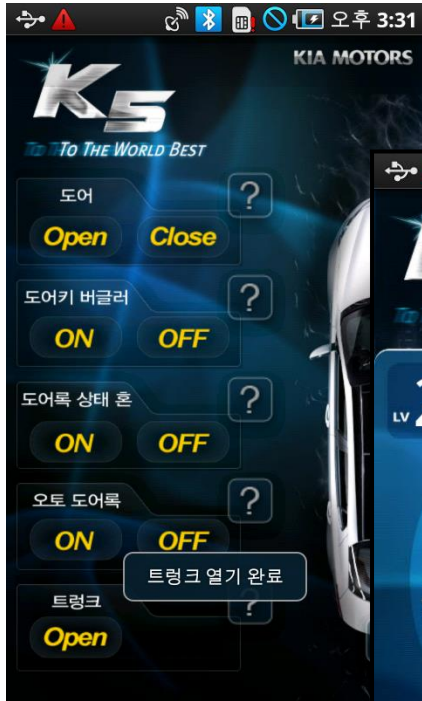 오후 3:31
KIA MOTORS
K5
TO THE WORLD BEST
도어
?
Open
Close
도어키 버글러
?
ON
OFF
도어록 상태 혼
?
ON
OFF
오토 도어록
?
ON
OFF
트렁크 열기 완료
트렁크
?
Open
LV